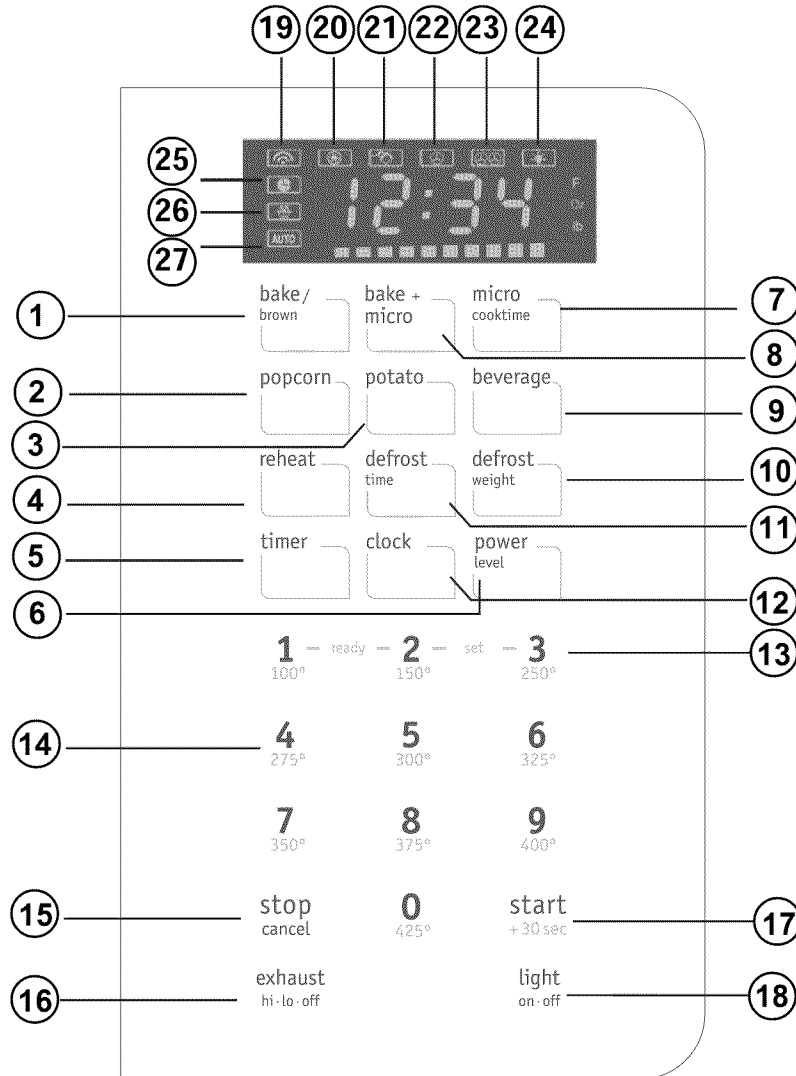 19 20 21 22 23 24
25
26
27
AUTO
12:34
F
Oz
lb
bake/
brown
bake +
micro
micro
cooktime
1
7
8
popcorn
potato
beverage
2
3
9
reheat
defrost
time
defrost
weight
4
10
11
timer
clock
power
level
5
6
12
1 - ready - 2 - set - 3
100° 150° 250°
13
14
4 5 6
275° 300° 325°
7 8 9
350° 375° 400°
15
stop
cancel
0
425°
start
+30 sec
17
16
exhaust
hi·lo·off
light
on·off
18